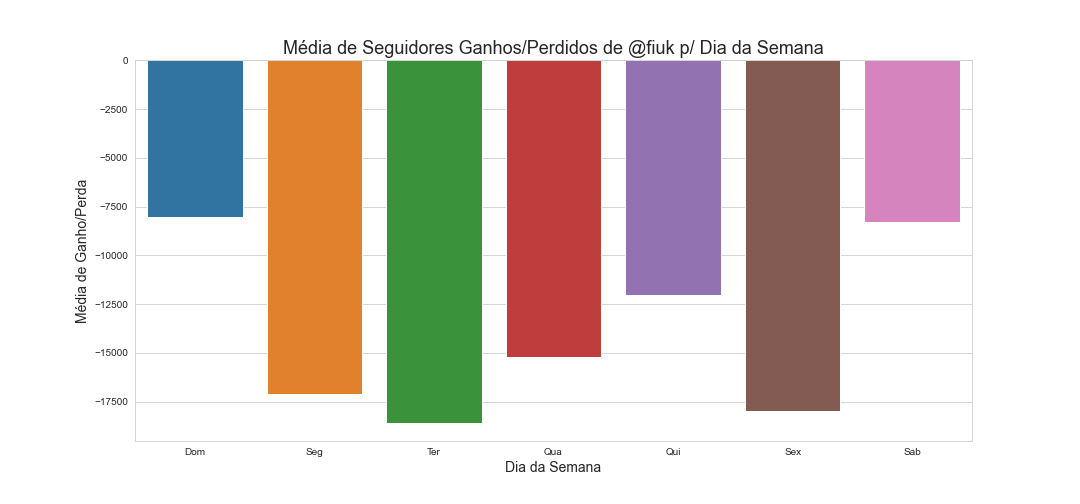 Média de Seguidores Ganhos/Perdidos de @fiuk p/ Dia da Semana
Média de Ganho/Perda
0
−2500
−5000
−7500
−10000
−12500
−15000
−17500
Dom Seg Ter Qua Qui Sex Sab
Dia da Semana